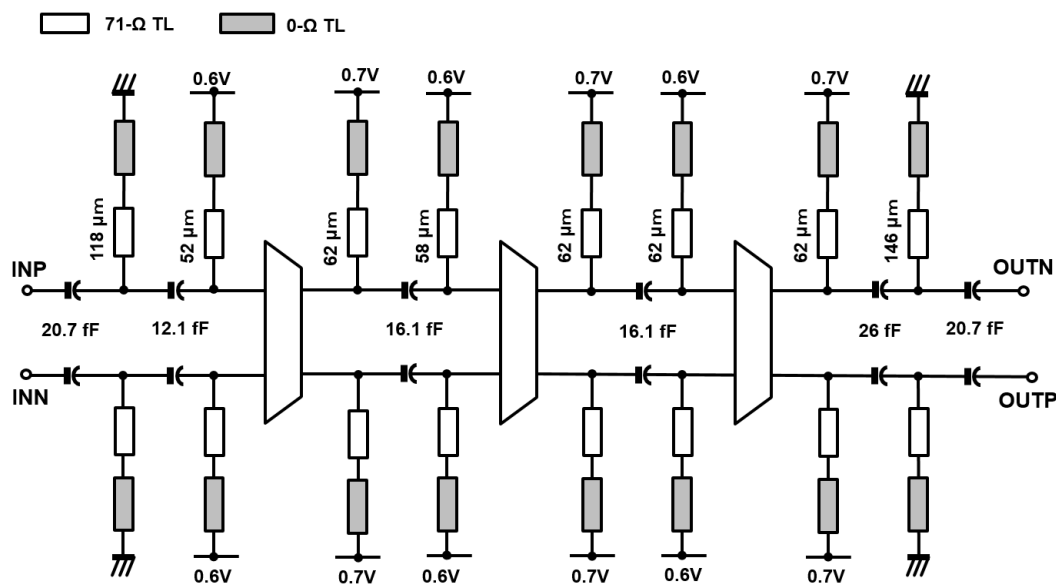 71-Ω TL 0-Ω TL
0.6V 0.7V 0.6V 0.7V 0.6V 0.7V
118 µm 52 µm 62 µm 58 µm 62 µm 62 µm 62 µm 146 µm
INP OUTN
20.7 fF 12.1 fF 16.1 fF 16.1 fF 26 fF 20.7 fF
INN OUTP
0.6V 0.7V 0.6V 0.7V 0.6V 0.7V